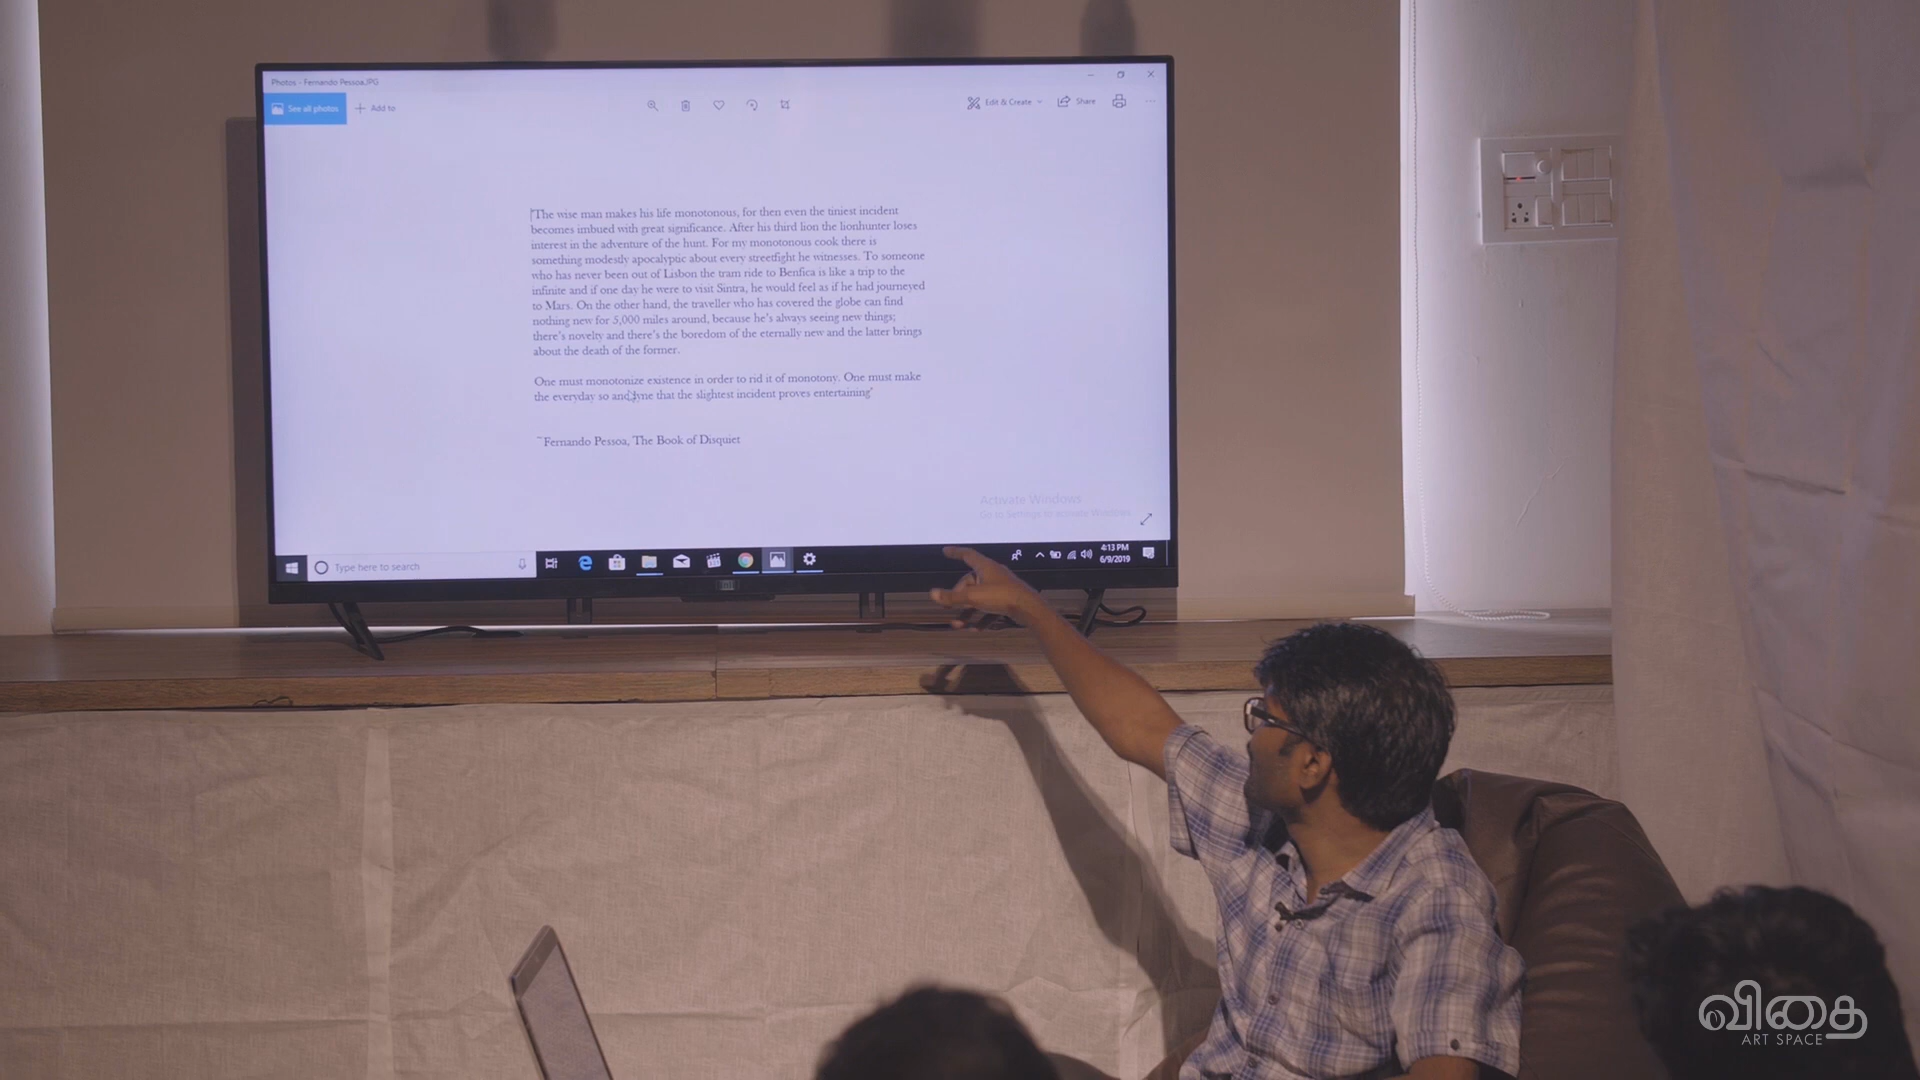 Photos - Fernando Pessoa.JPG
See all photos
Add to
Edit & Create
Share
'The wise man makes his life monotonous, for then even the tiniest incident
becomes imbued with great significance. After his third lion the lionhunter loses
interest in the adventure of the hunt. For my monotonous cook there is
something modestly apocalyptic about every streetfight he witnesses. To someone
who has never been out of Lisbon the tram ride to Benfica is like a trip to the
infinite and if one day he were to visit Sintra, he would feel as if he had journeyed
to Mars. On the other hand, the traveller who has covered the globe can find
nothing new for 5,000 miles around, because he's always seeing new things;
there's novelty and there's the boredom of the eternally new and the latter brings
about the death of the former.
One must monotonize existence in order to rid it of monotony. One must make
the everyday so anodyne that the slightest incident proves entertaining'
~Fernando Pessoa, The Book of Disquiet
Activate Windows
Go to Settings to activate Windows.
Type here to search
4:13 PM
6/9/2019
mi
விதை
ART SPACE